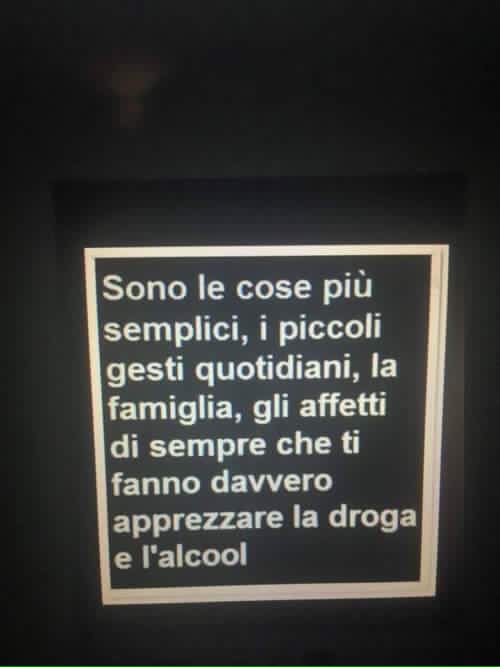 Sono le cose più
semplici, i piccoli
gesti quotidiani, la
famiglia, gli affetti
di sempre che ti
fanno davvero
apprezzare la droga
e l'alcool